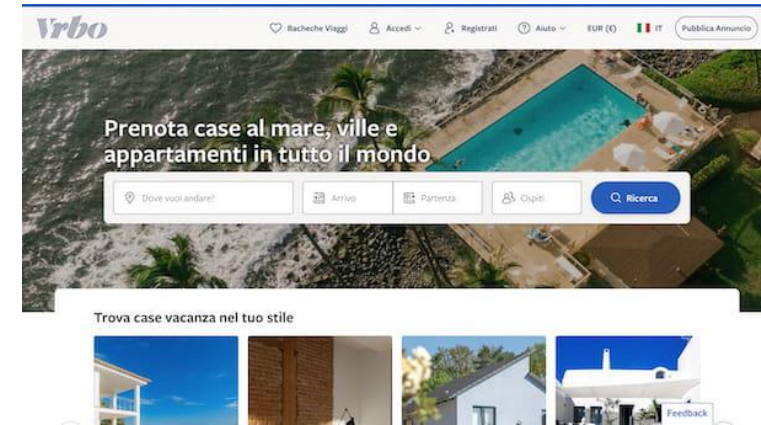 Vrbo
Bacheche Viaggi
Accedi
Registrati
Aiuto
EUR (€)
IT
Pubblica Annuncio
Prenota case al mare, ville e
appartamenti in tutto il mondo
Dove vuoi andare?
Arrivo
Partenza
Ospiti
Ricerca
Trova case vacanza nel tuo stile
Feedback